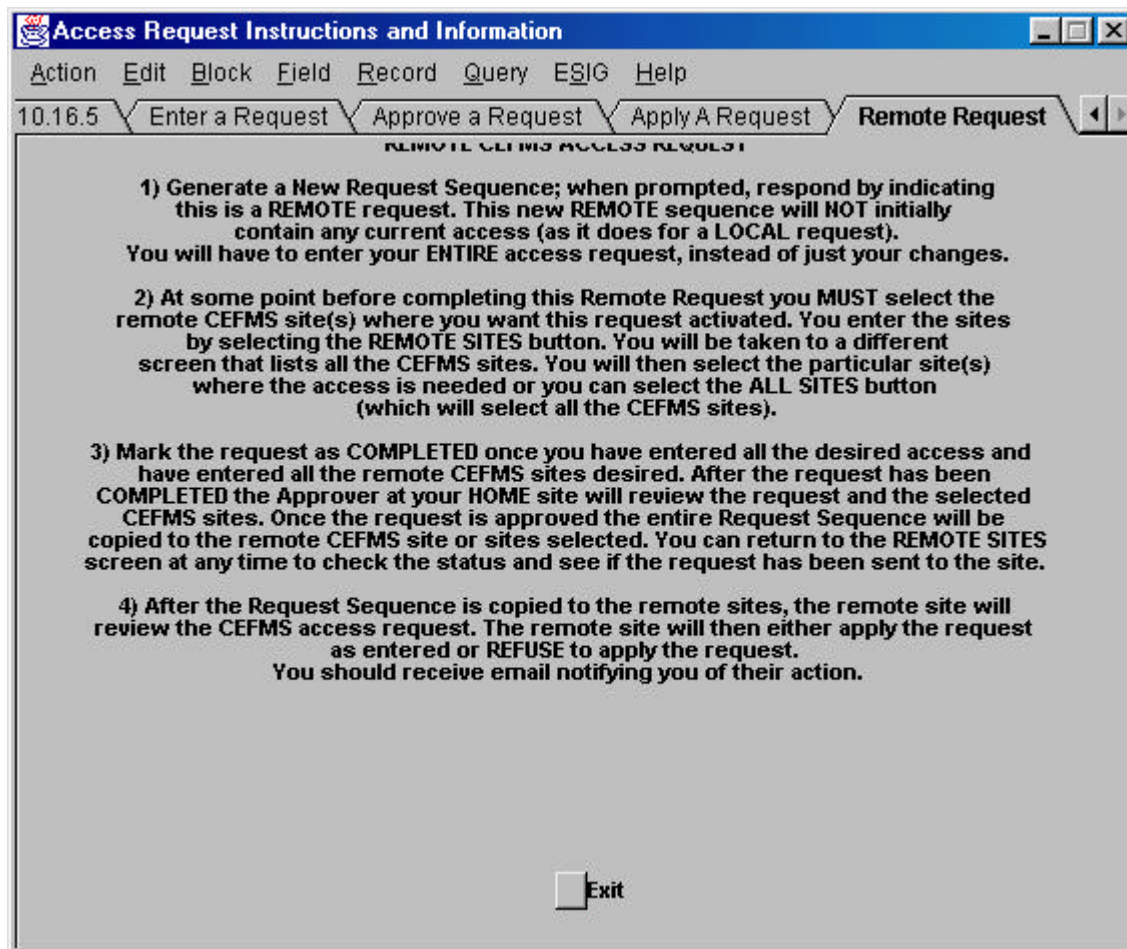 Access Request Instructions and Information
Action Edit Block Field Record Query ESIG Help
10.16.5 Enter a Request Approve a Request Apply A Request Remote Request
REMOTE CEFMS ACCESS REQUEST
1) Generate a New Request Sequence; when prompted, respond by indicating
this is a REMOTE request. This new REMOTE sequence will NOT initially
contain any current access (as it does for a LOCAL request).
You will have to enter your ENTIRE access request, instead of just your changes.
2) At some point before completing this Remote Request you MUST select the
remote CEFMS site(s) where you want this request activated. You enter the sites
by selecting the REMOTE SITES button. You will be taken to a different
screen that lists all the CEFMS sites. You will then select the particular site(s)
where the access is needed or you can select the ALL SITES button
(which will select all the CEFMS sites).
3) Mark the request as COMPLETED once you have entered all the desired access and
have entered all the remote CEFMS sites desired. After the request has been
COMPLETED the Approver at your HOME site will review the request and the selected
CEFMS sites. Once the request is approved the entire Request Sequence will be
copied to the remote CEFMS site or sites selected. You can return to the REMOTE SITES
screen at any time to check the status and see if the request has been sent to the site.
4) After the Request Sequence is copied to the remote sites, the remote site will
review the CEFMS access request. The remote site will then either apply the request
as entered or REFUSE to apply the request.
You should receive email notifying you of their action.
Exit